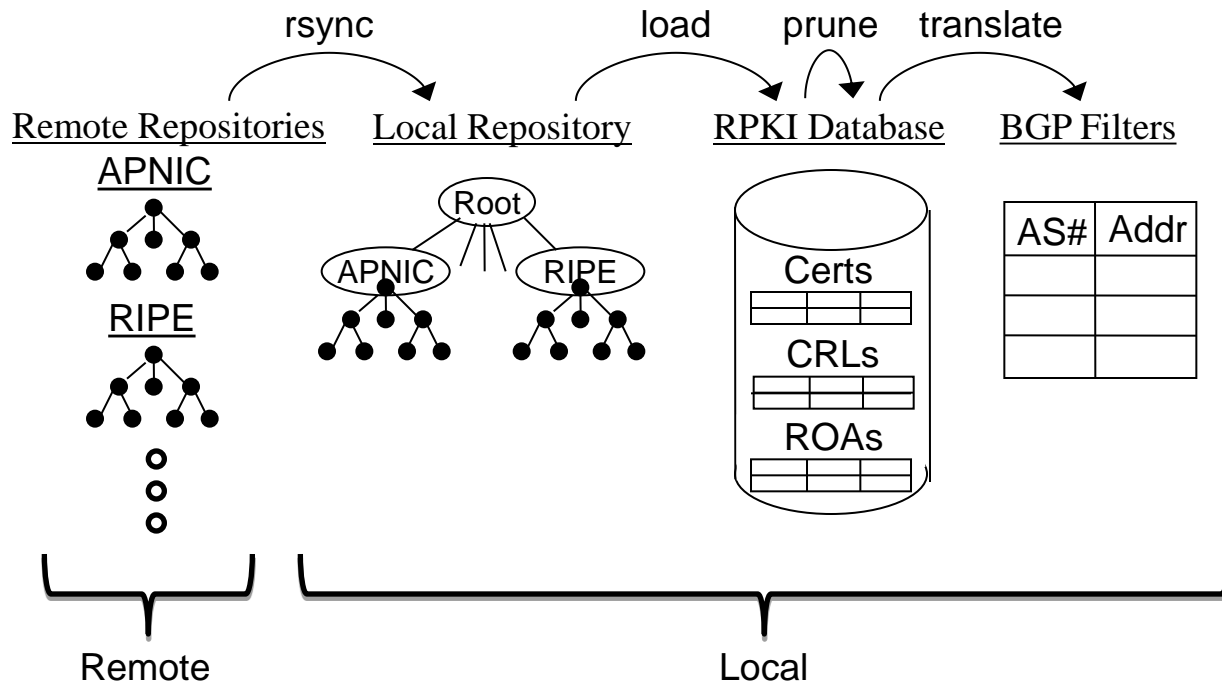 rsync
load
prune
translate
Remote Repositories
Local Repository
RPKI Database
BGP Filters
APNIC
RIPE
Root
APNIC
RIPE
Certs
CRLs
ROAs
AS# Addr
Remote
Local